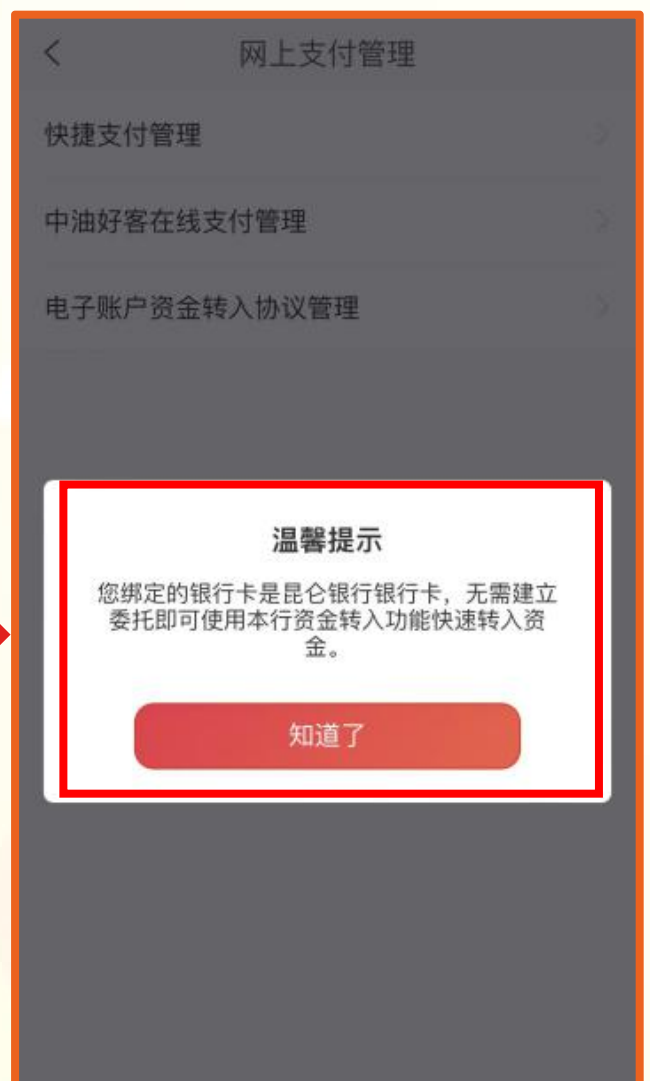 网上支付管理
快捷支付管理
中油好客在线支付管理
电子账户资金转入协议管理
温馨提示
您绑定的银行卡是昆仑银行银行卡，无需建立
委托即可使用本行资金转入功能快速转入资
金。
知道了